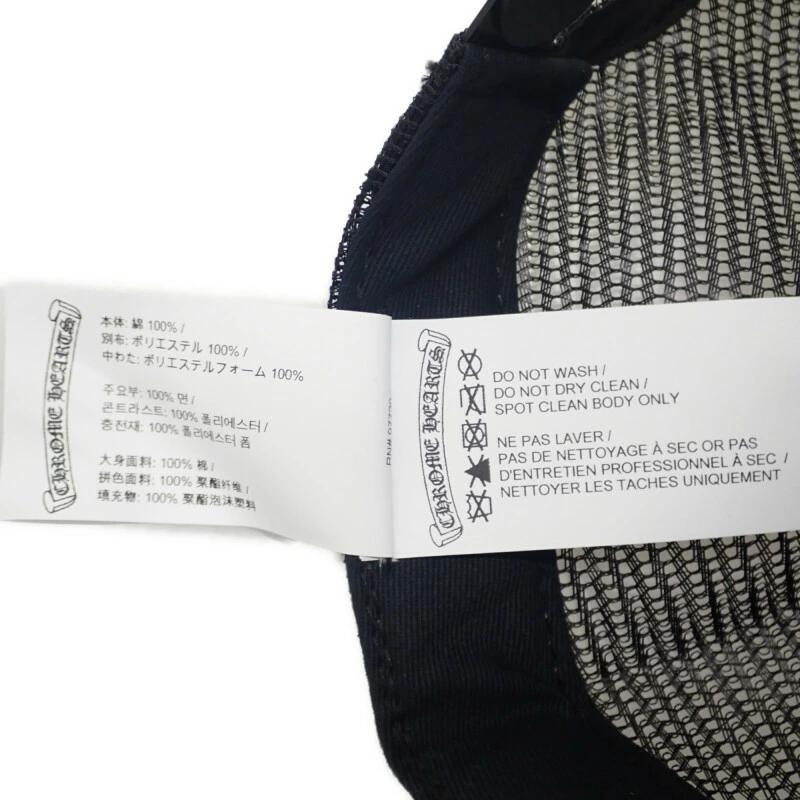 CHROME HEARTS
本体: 綿 100% /
別布: ポリエステル 100% /
中わた: ポリエステルフォーム 100%
주요부: 100% 면 /
콘트라스트: 100% 폴리에스터 /
충전재: 100% 폴리에스터 폼
大身面料: 100% 棉 /
拼色面料: 100% 聚酯纤维 /
填充物: 100% 聚酯泡沫塑料
CHROME HEARTS
DO NOT WASH /
DO NOT DRY CLEAN /
SPOT CLEAN BODY ONLY
NE PAS LAVER /
PAS DE NETTOYAGE À SEC OR PAS
D'ENTRETIEN PROFESSIONNEL À SEC /
NETTOYER LES TACHES UNIQUEMENT